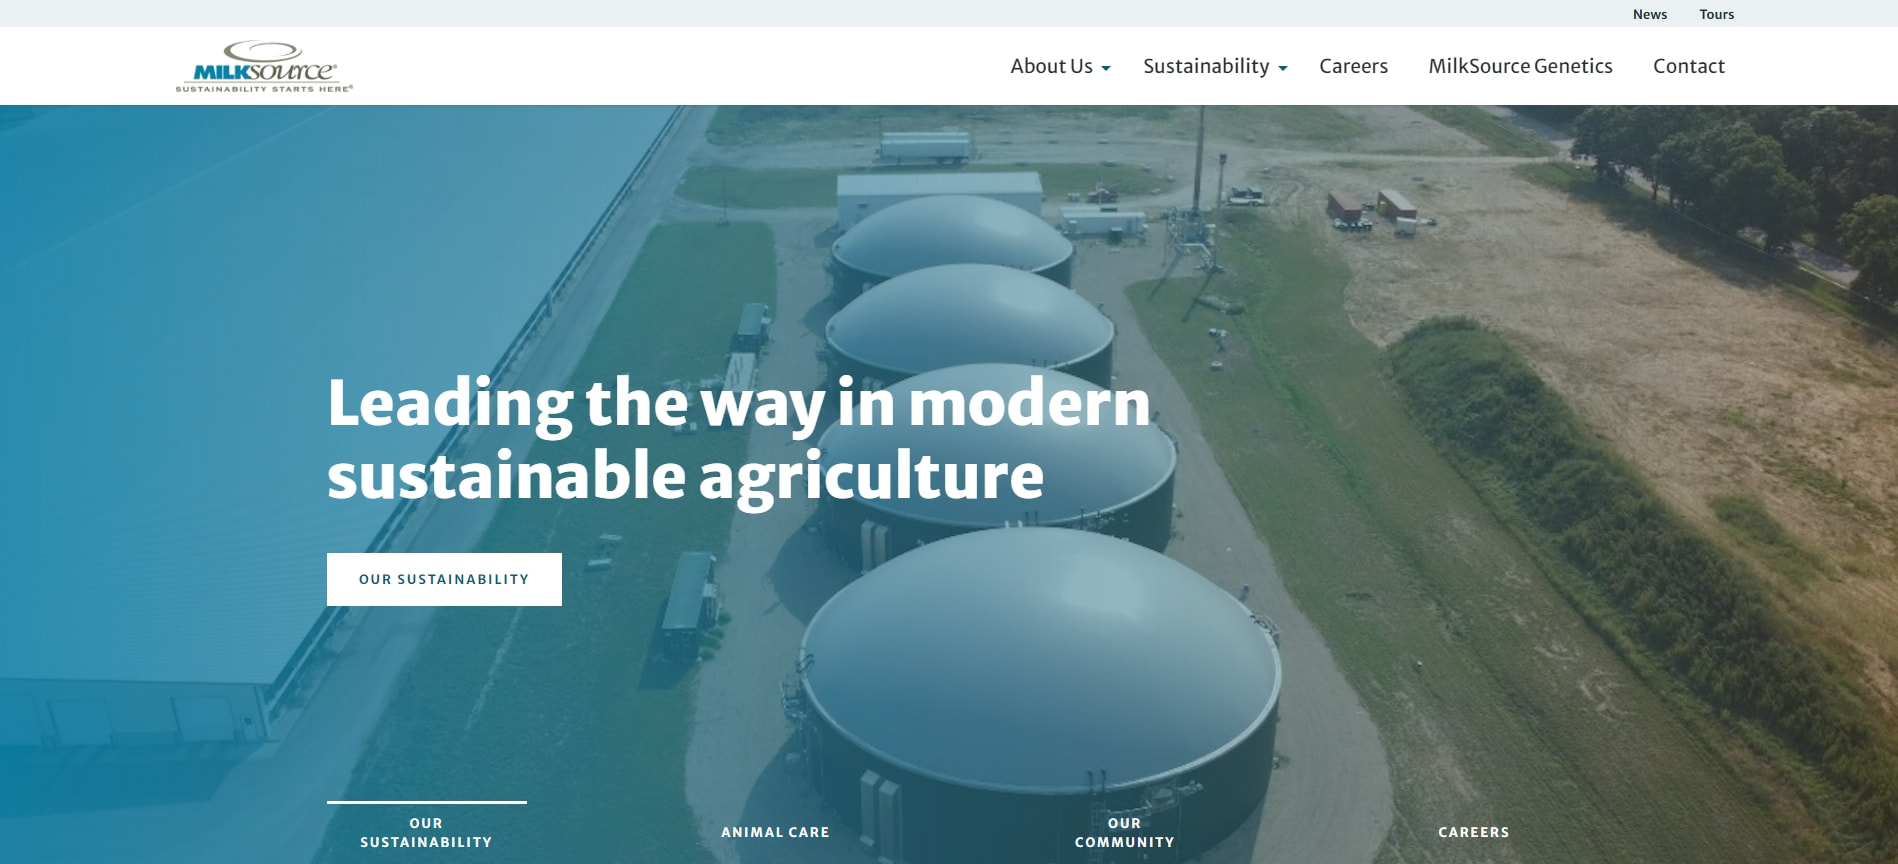 News Tours
MILKSOURCE®
SUSTAINABILITY STARTS HERE®
About Us Sustainability Careers MilkSource Genetics Contact
Leading the way in modern
sustainable agriculture
OUR SUSTAINABILITY
OUR
SUSTAINABILITY
ANIMAL CARE
OUR
COMMUNITY
CAREERS